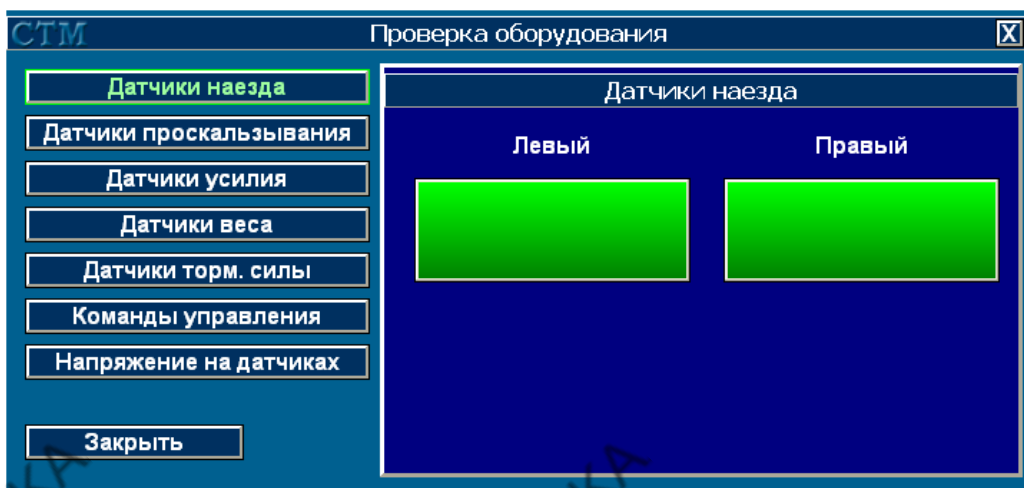 СТМ
Проверка оборудования
X
Датчики наезда
Датчики проскальзывания
Датчики усилия
Датчики веса
Датчики торм. силы
Команды управления
Напряжение на датчиках
Закрыть
Датчики наезда
Левый Правый